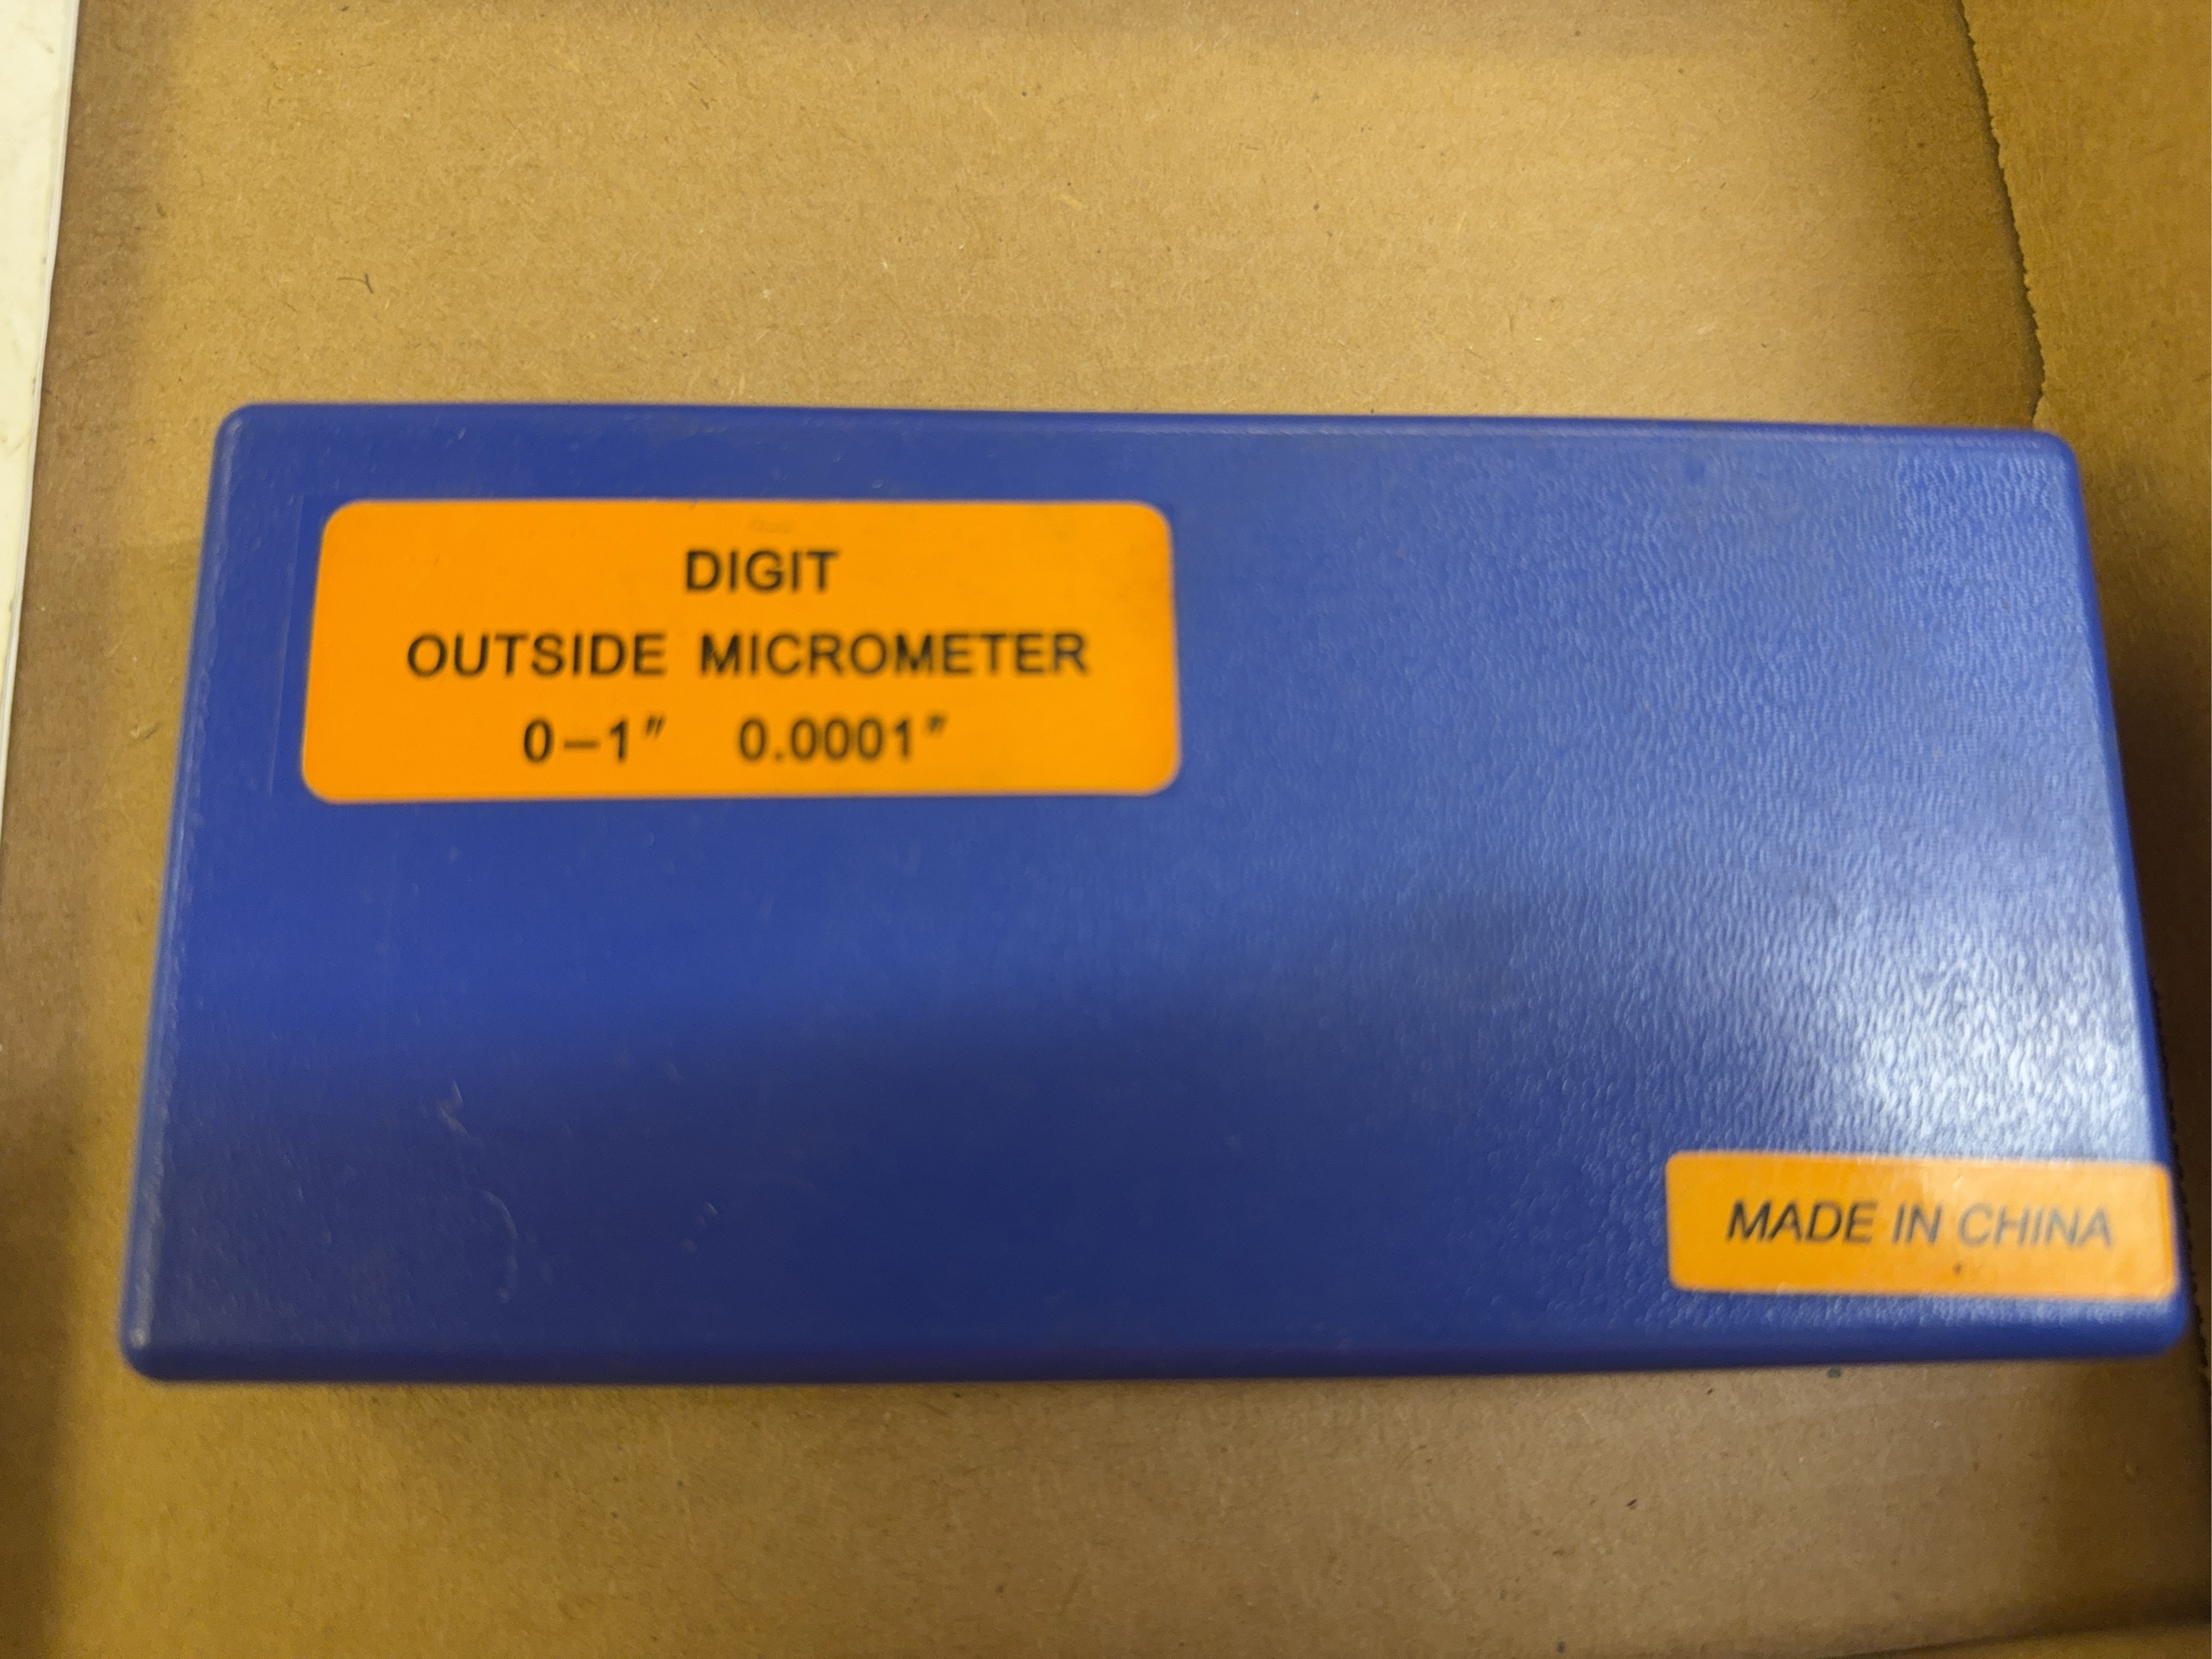 DIGIT
OUTSIDE MICROMETER
0-1" 0.0001"
MADE IN CHINA